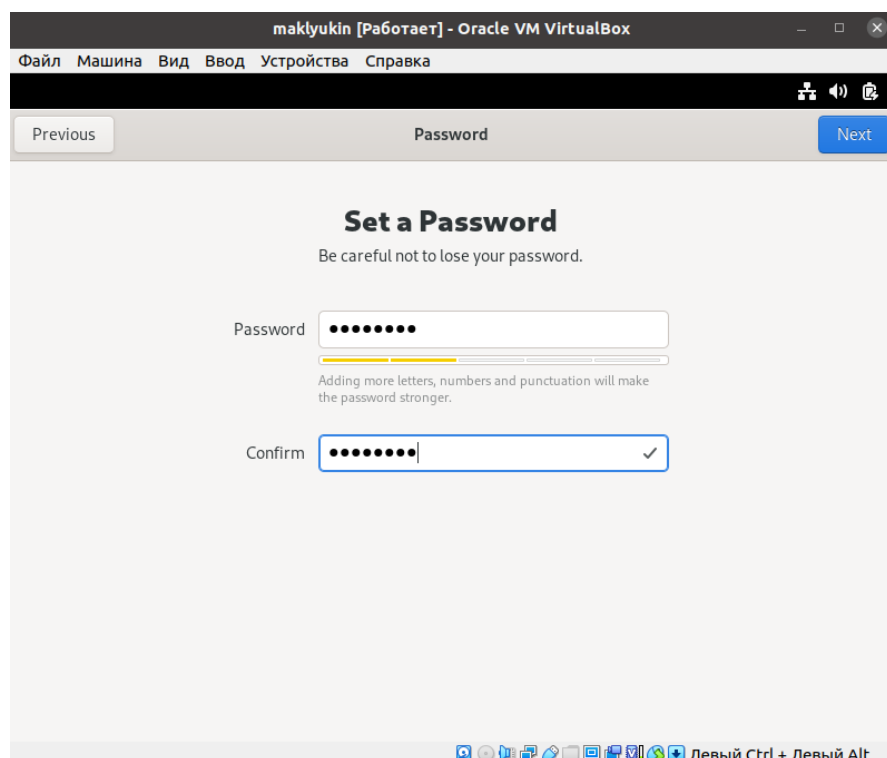 maklyukin [Работает] - Oracle VM VirtualBox
Файл Машина Вид Ввод Устройства Справка
Previous Password Next
Set a Password
Be careful not to lose your password.
Password ●●●●●●●●
Adding more letters, numbers and punctuation will make
the password stronger.
Confirm ●●●●●●●●
Левый Ctrl + Левый Alt